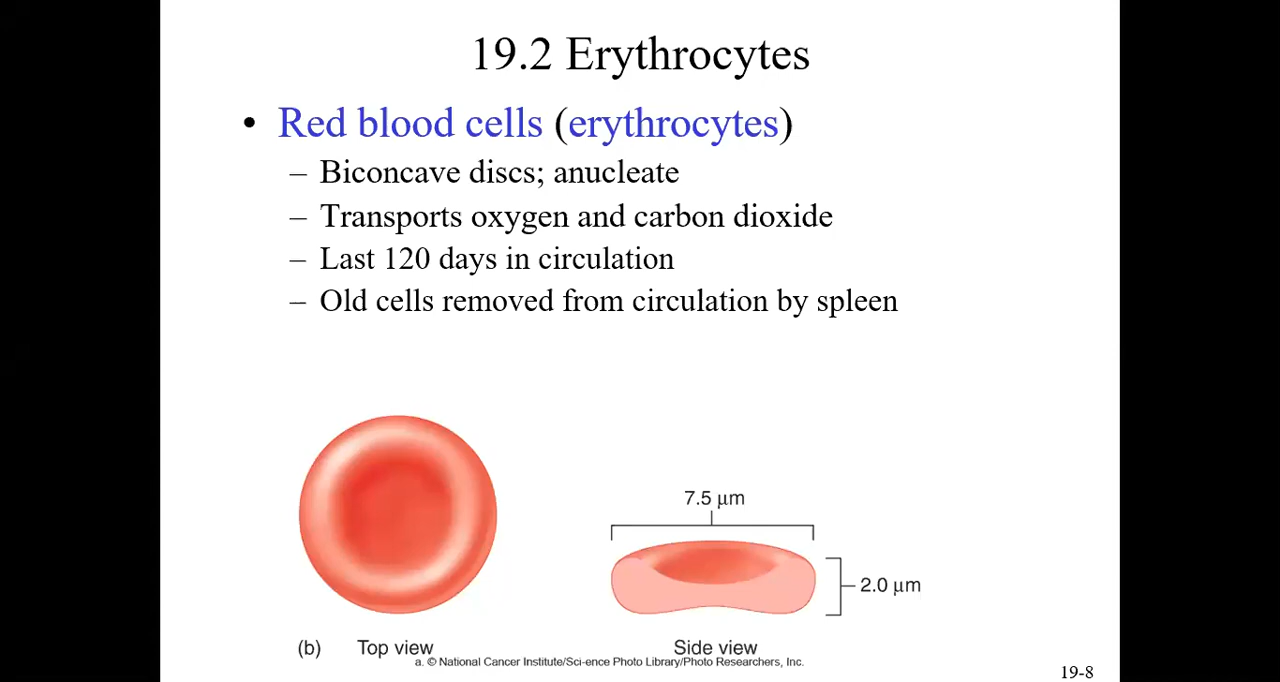 19.2 Erythrocytes
• Red blood cells (erythrocytes)
– Biconcave discs; anucleate
– Transports oxygen and carbon dioxide
– Last 120 days in circulation
– Old cells removed from circulation by spleen
7.5 µm
2.0 µm
(b) Top view
Side view
a. © National Cancer Institute/Sci-ence Photo Library/Photo Researchers, Inc.
19-8